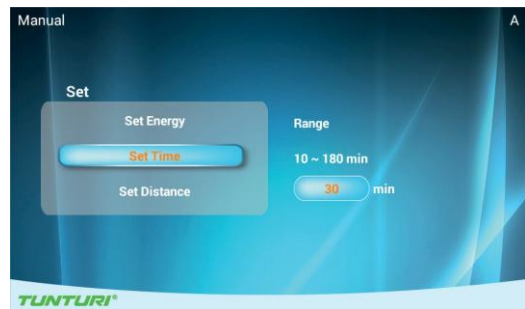 Manual
A
Set
Set Energy
Set Time
Set Distance
Range
10 ~ 180 min
30 min
TUNTURI®